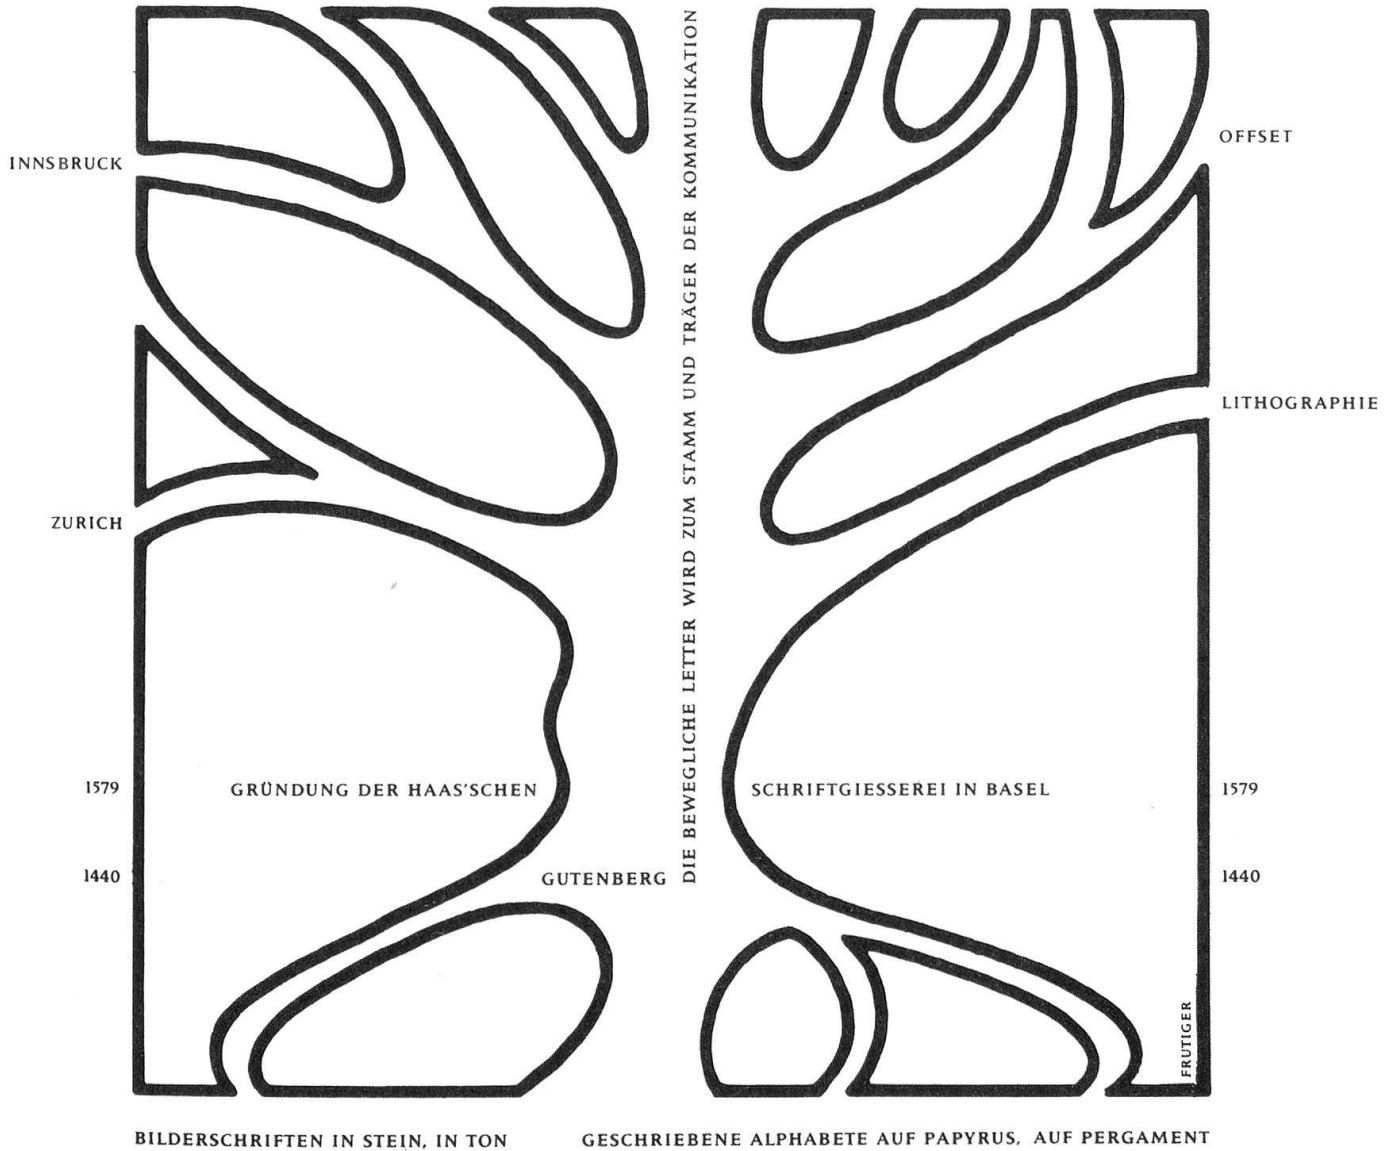 DIE BEWEGLICHE LETTER WIRD ZUM STAMM UND TRÄGER DER KOMMUNIKATION
OFFSET
INNSBRUCK
LITHOGRAPHIE
ZURICH
1579 GRÜNDUNG DER HAAS'SCHEN SCHRIFTGIESSEREI IN BASEL 1579
1440 GUTENBERG 1440
FRUTIGER
BILDERSCHRIFTEN IN STEIN, IN TON GESCHRIEBENE ALPHABETE AUF PAPYRUS, AUF PERGAMENT